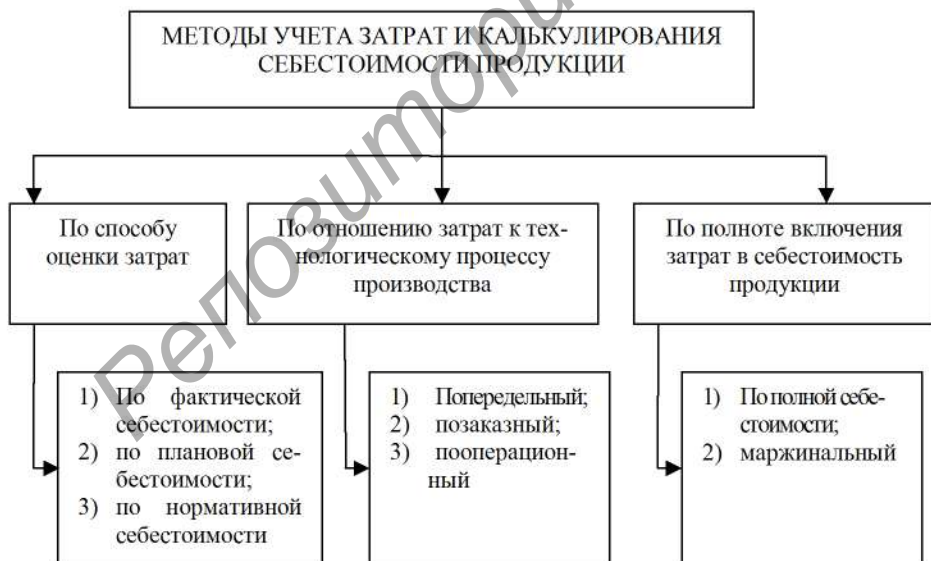 МЕТОДЫ УЧЕТА ЗАТРАТ И КАЛЬКУЛИРОВАНИЯ
СЕБЕСТОИМОСТИ ПРОДУКЦИИ
По способу
оценки затрат
По отношению затрат к тех-
нологическому процессу
производства
По полноте включения
затрат в себестоимость
продукции
1) По фактической
себестоимости;
2) по плановой се-
бестоимости;
3) по нормативной
себестоимости
1) Попередельный;
2) позаказный;
3) пооперацион-
ный
1) По полной себе-
стоимости;
2) маржинальный